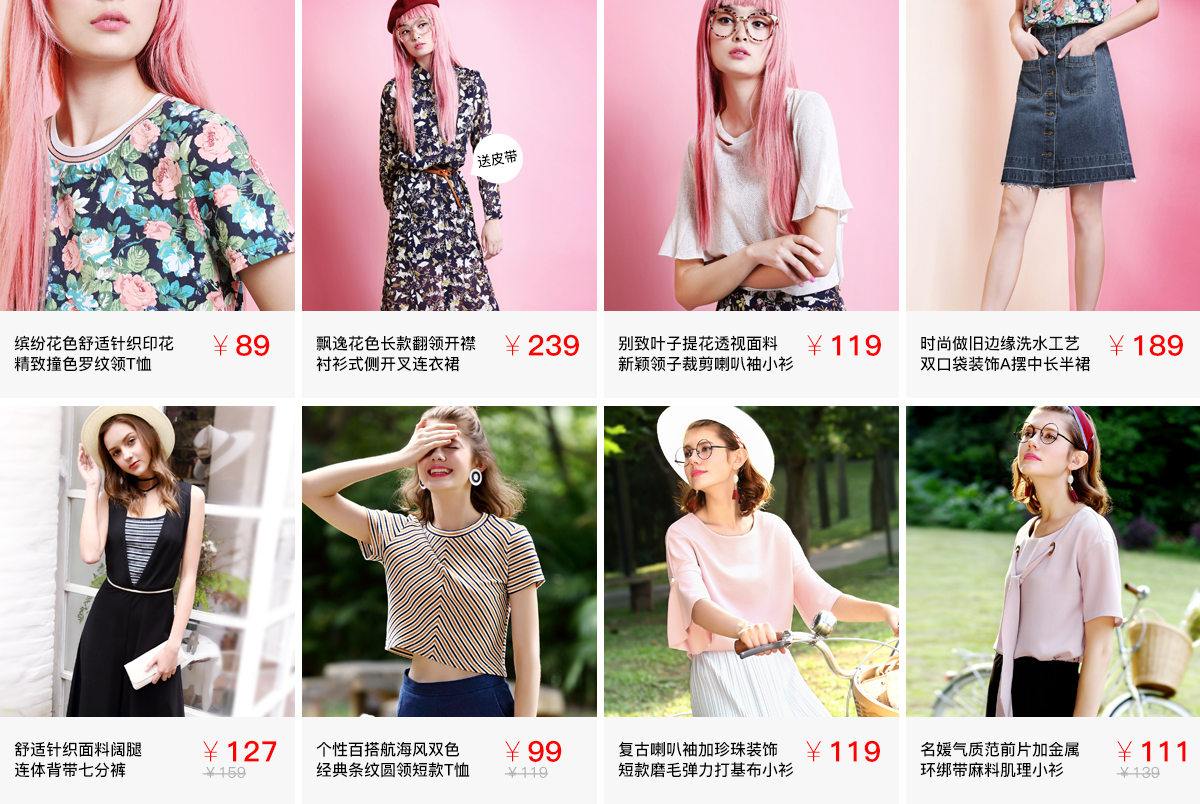 送皮带
缤纷花色舒适针织印花
精致撞色罗纹领T恤
￥89
飘逸花色长款翻领开襟
衬衫式侧开叉连衣裙
￥239
别致叶子提花透视面料
新颖领子裁剪喇叭袖小衫
￥119
时尚做旧边缘洗水工艺
双口袋装饰A摆中长半裙
￥189
舒适针织面料阔腿
连体背带七分裤
￥127
￥159
个性百搭航海风双色
经典条纹圆领短款T恤
￥99
￥119
复古喇叭袖加珍珠装饰
短款磨毛弹力打基布小衫
￥119
名媛气质范前片加金属
环绑带麻料肌理小衫
￥111
￥139